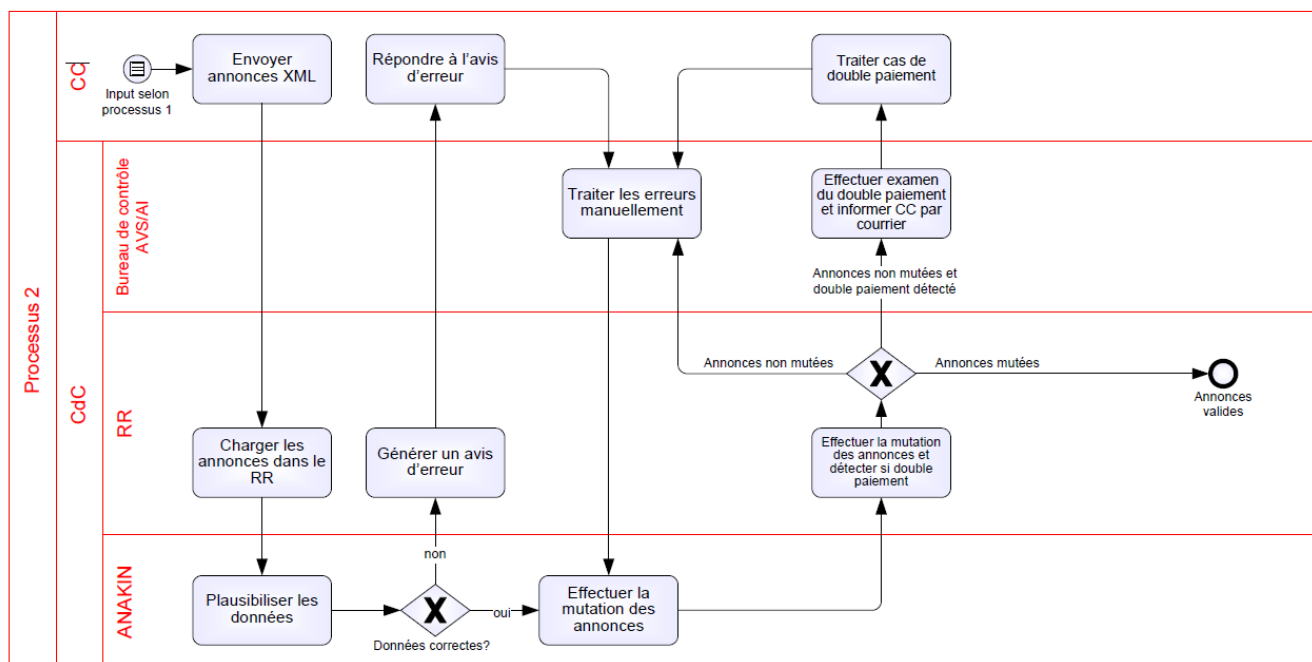 Processus 2
CC
Input selon
processus 1
Envoyer
annonces XML
Répondre à l'avis
d'erreur
Traiter cas de
double paiement
CdC
Bureau de contrôle
AVS/AI
Traiter les erreurs
manuellement
Effectuer examen
du double paiement
et informer CC par
courrier
Annonces non mutées et
double paiement détecté
RR
Annonces non mutées
X
Annonces mutées
Annonces
valides
Charger les
annonces dans le
RR
Générer un avis
d'erreur
Effectuer la mutation
des annonces et
détecter si double
paiement
ANAKIN
non
Plausibiliser les
données
X
oui
Données correctes?
Effectuer la
mutation des
annonces